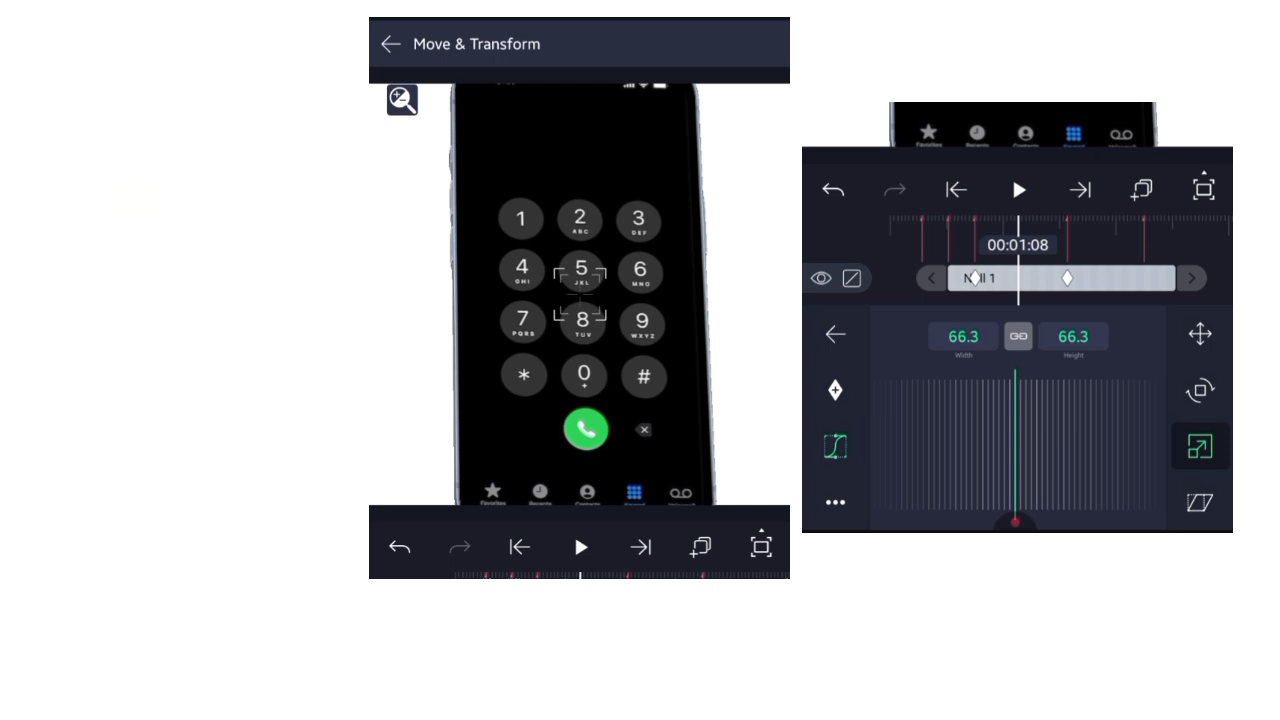 Move & Transform
1
2
3
ABC
DEF
4
5
6
GHI
JKL
MNO
7
8
9
PQRS
TUV
WXYZ
*
0
#
+
Favorites
00:01:08
Null 1
66.3
66.3
Width
Height